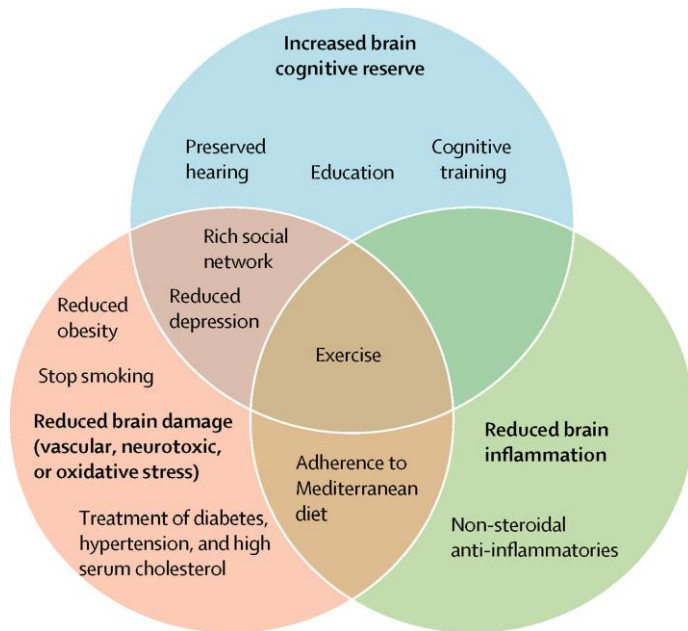 Increased brain
cognitive reserve
Preserved
hearing
Education
Cognitive
training
Rich social
network
Reduced
depression
Reduced
obesity
Stop smoking
Exercise
Reduced brain damage
(vascular, neurotoxic,
or oxidative stress)
Reduced brain
inflammation
Adherence to
Mediterranean
diet
Treatment of diabetes,
hypertension, and high
serum cholesterol
Non-steroidal
anti-inflammatories